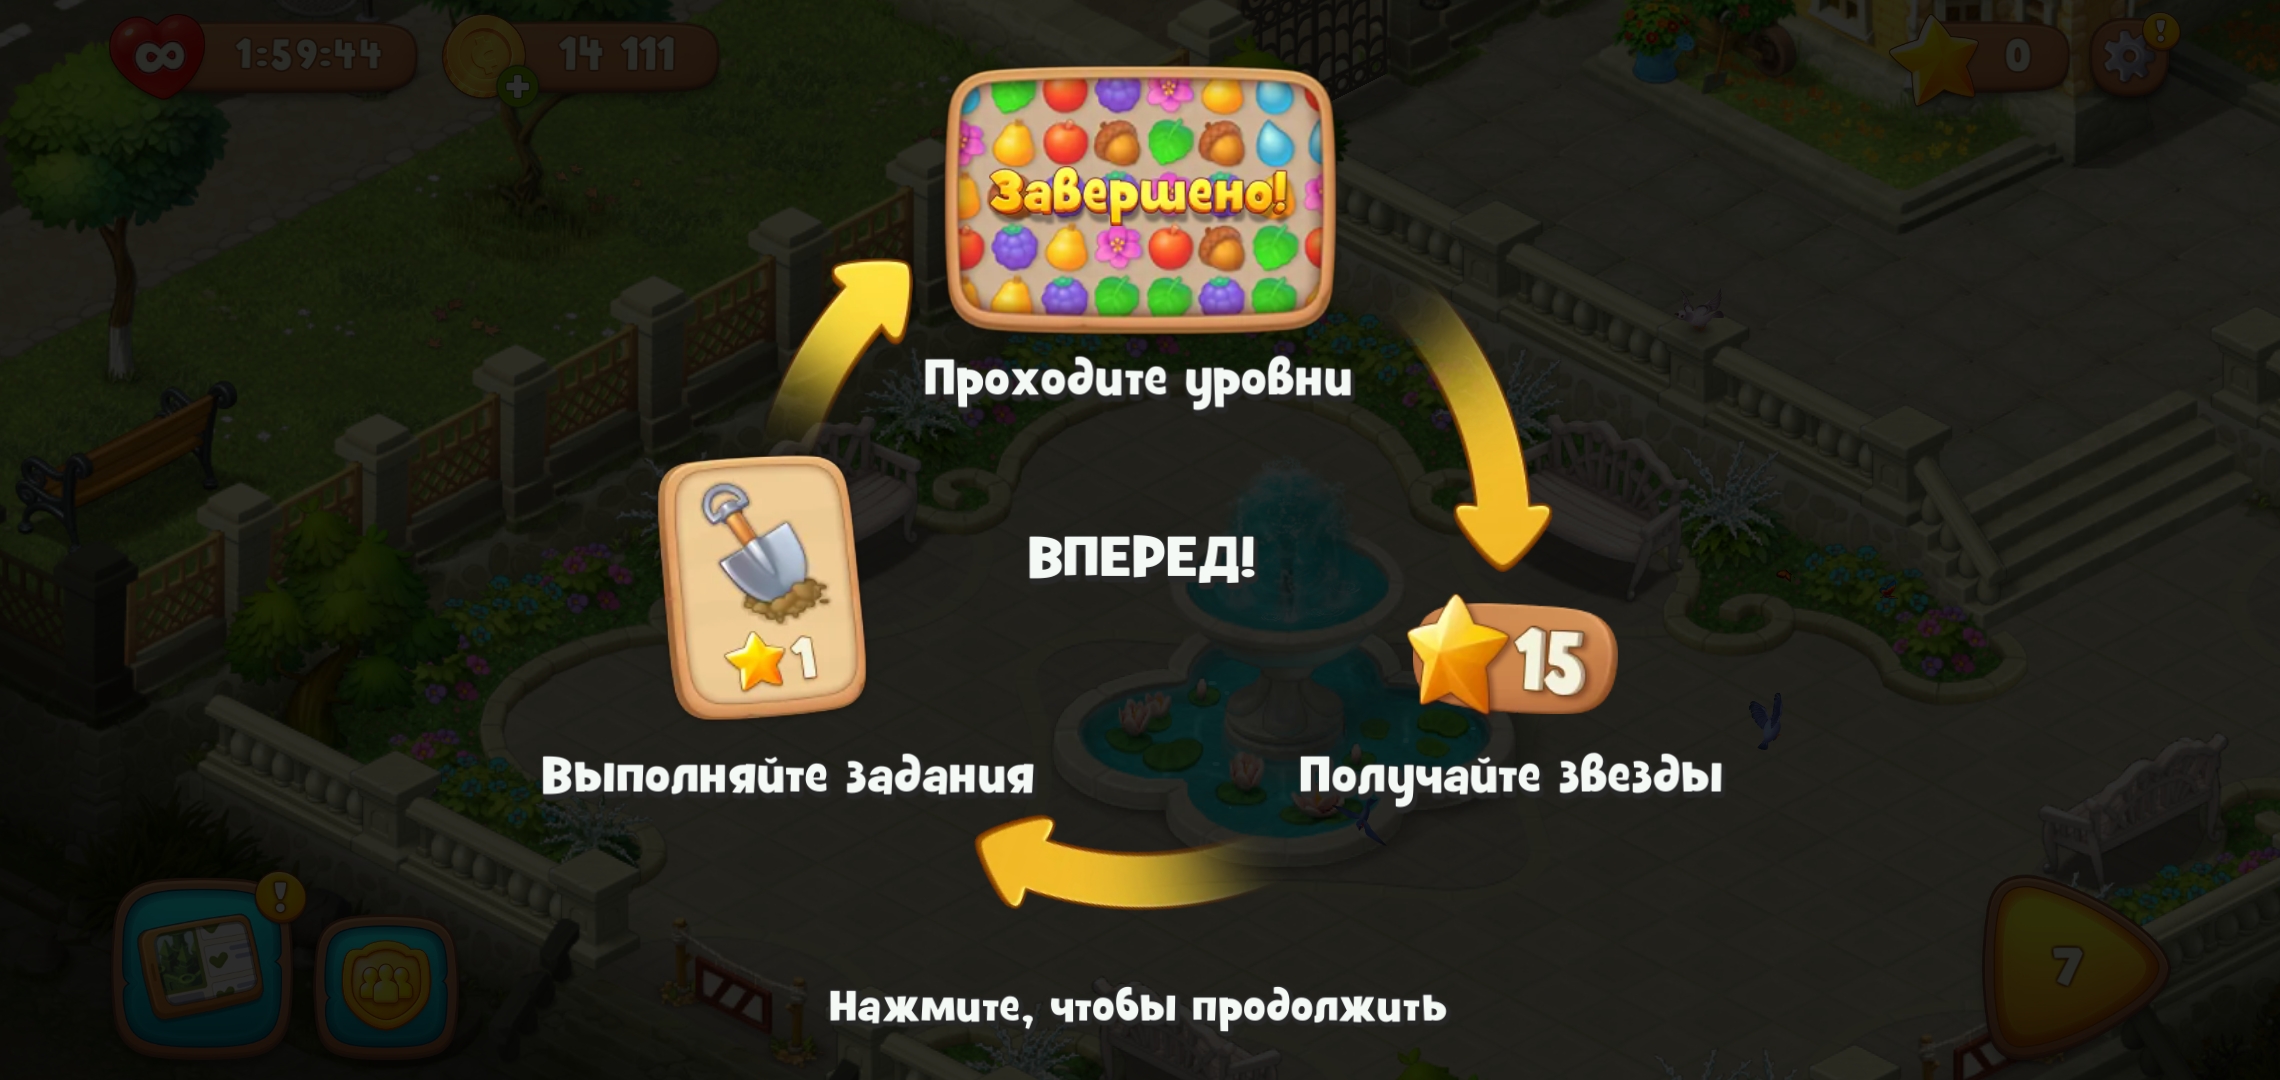 1:59:44
14 111
0
!
Завершено!
Проходите уровни
ВПЕРЕД!
1
15
Выполняйте задания
Получайте звезды
!
7
Нажмите, чтобы продолжить